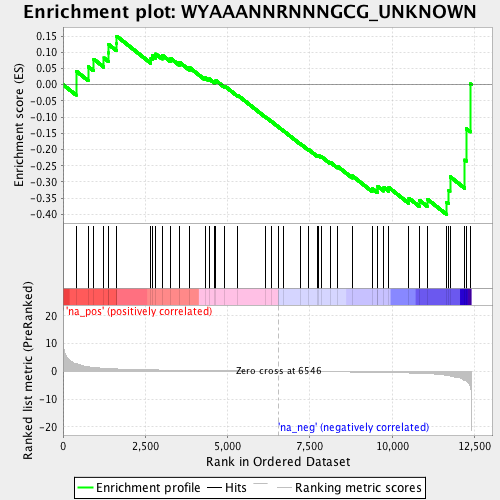 Enrichment plot: WYAAANNRNNNGCG_UNKNOWN
Enrichment score (ES)
0.15
0.10
0.05
0.00
-0.05
-0.10
-0.15
-0.20
-0.25
-0.30
-0.35
-0.40
'na_pos' (positively correlated)
Ranked list metric (PreRanked)
20
10
0
-10
-20
Zero cross at 6546
'na_neg' (negatively correlated)
0
2,500
5,000
7,500
10,000
12,500
Rank in Ordered Dataset
Enrichment profile
Hits
Ranking metric scores